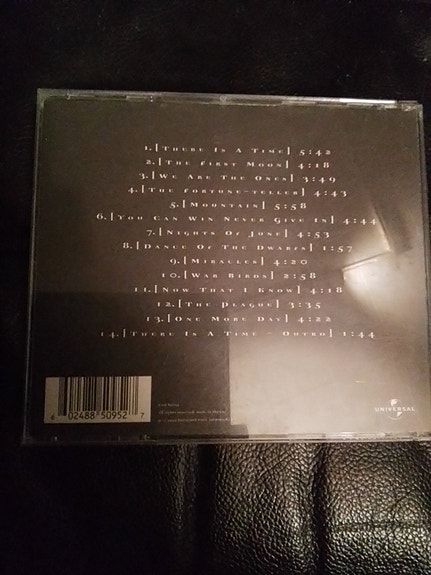 1.[There Is A Time] 5:42
2.[The First Moon] 4:18
3.[We Are The Ones] 3:49
4.[The Fortune-teller] 4:43
5.[Mountain] 5:58
6.[You Can Win Never Give In] 4:44
7.[Nights Of June] 4:53
8.[Dance Of The Dwarfs] 1:57
9.[Miracles] 4:20
10.[War Birds] 2:58
11.[Now That I Know] 4:18
12.[The Plague] 3:35
13.[One More Day] 4:22
14.[There Is A Time - Outro] 1:44
6 02488 50952 7
UNIVERSAL